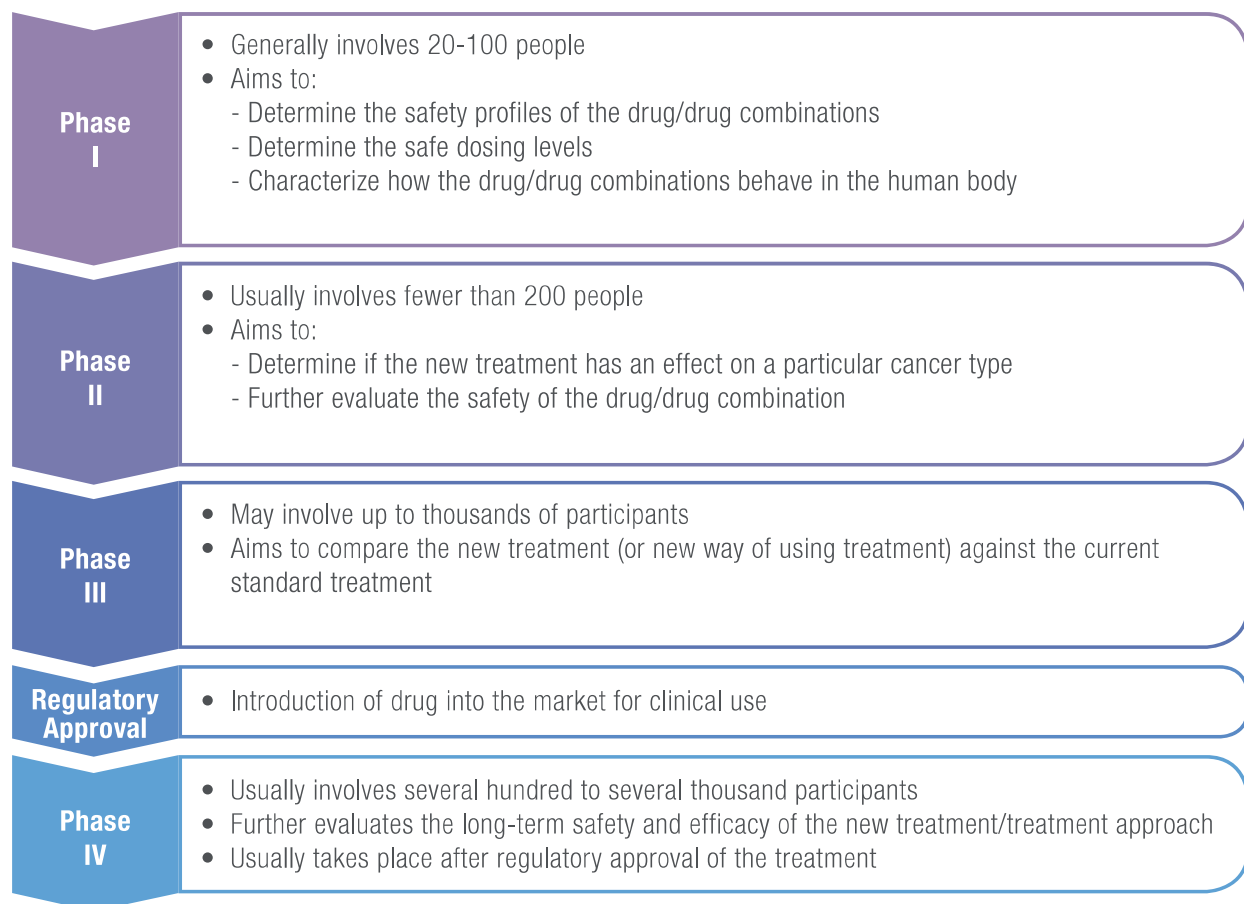 Phase
I
• Generally involves 20-100 people
• Aims to:
- Determine the safety profiles of the drug/drug combinations
- Determine the safe dosing levels
- Characterize how the drug/drug combinations behave in the human body
Phase
II
• Usually involves fewer than 200 people
• Aims to:
- Determine if the new treatment has an effect on a particular cancer type
- Further evaluate the safety of the drug/drug combination
Phase
III
• May involve up to thousands of participants
• Aims to compare the new treatment (or new way of using treatment) against the current
standard treatment
Regulatory
Approval
• Introduction of drug into the market for clinical use
Phase
IV
• Usually involves several hundred to several thousand participants
• Further evaluates the long-term safety and efficacy of the new treatment/treatment approach
• Usually takes place after regulatory approval of the treatment